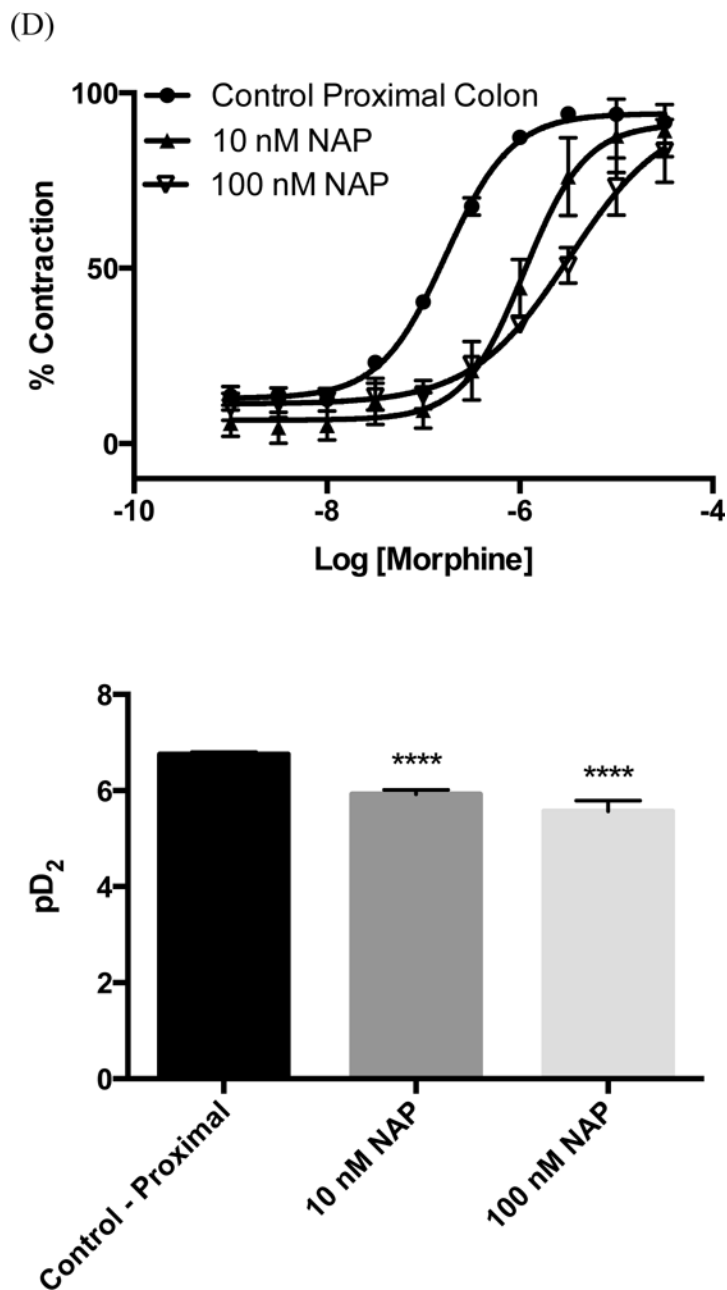 (D)
100
Control Proximal Colon
10 nM NAP
100 nM NAP
50
% Contraction
0
-10
-8
-6
-4
Log [Morphine]
8
6
4
2
0
pD2
****
****
Control - Proximal
10 nM NAP
100 nM NAP